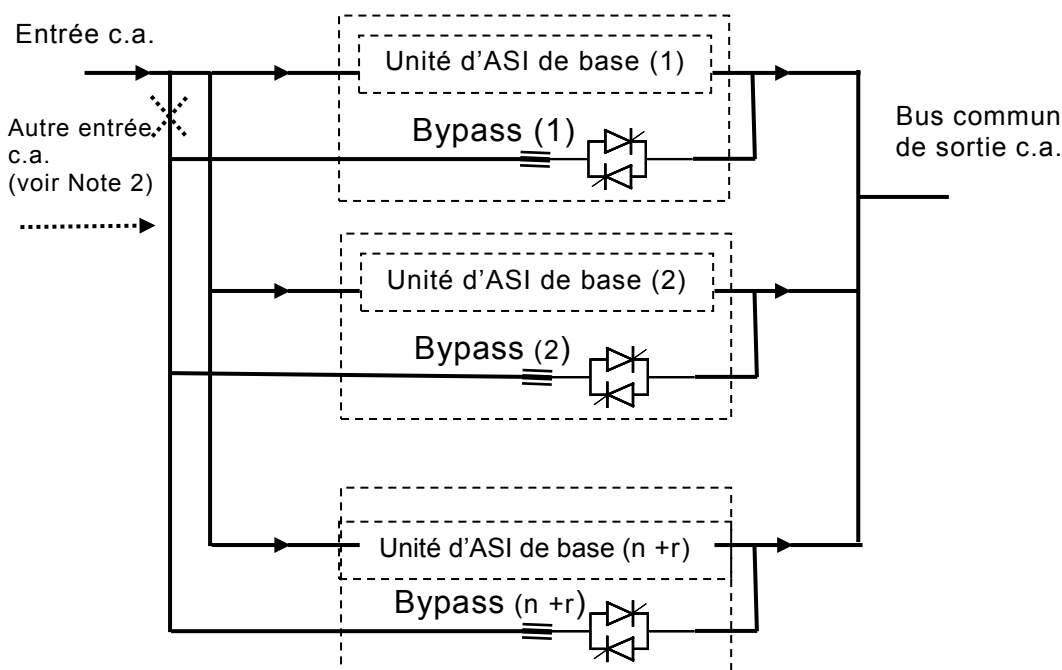 Entrée c.a.
Unité d'ASI de base (1)
Autre entrée
c.a.
(voir Note 2)
Bypass (1)
Bus commun
de sortie c.a.
Unité d'ASI de base (2)
Bypass (2)
Unité d'ASI de base (n +r)
Bypass (n +r)